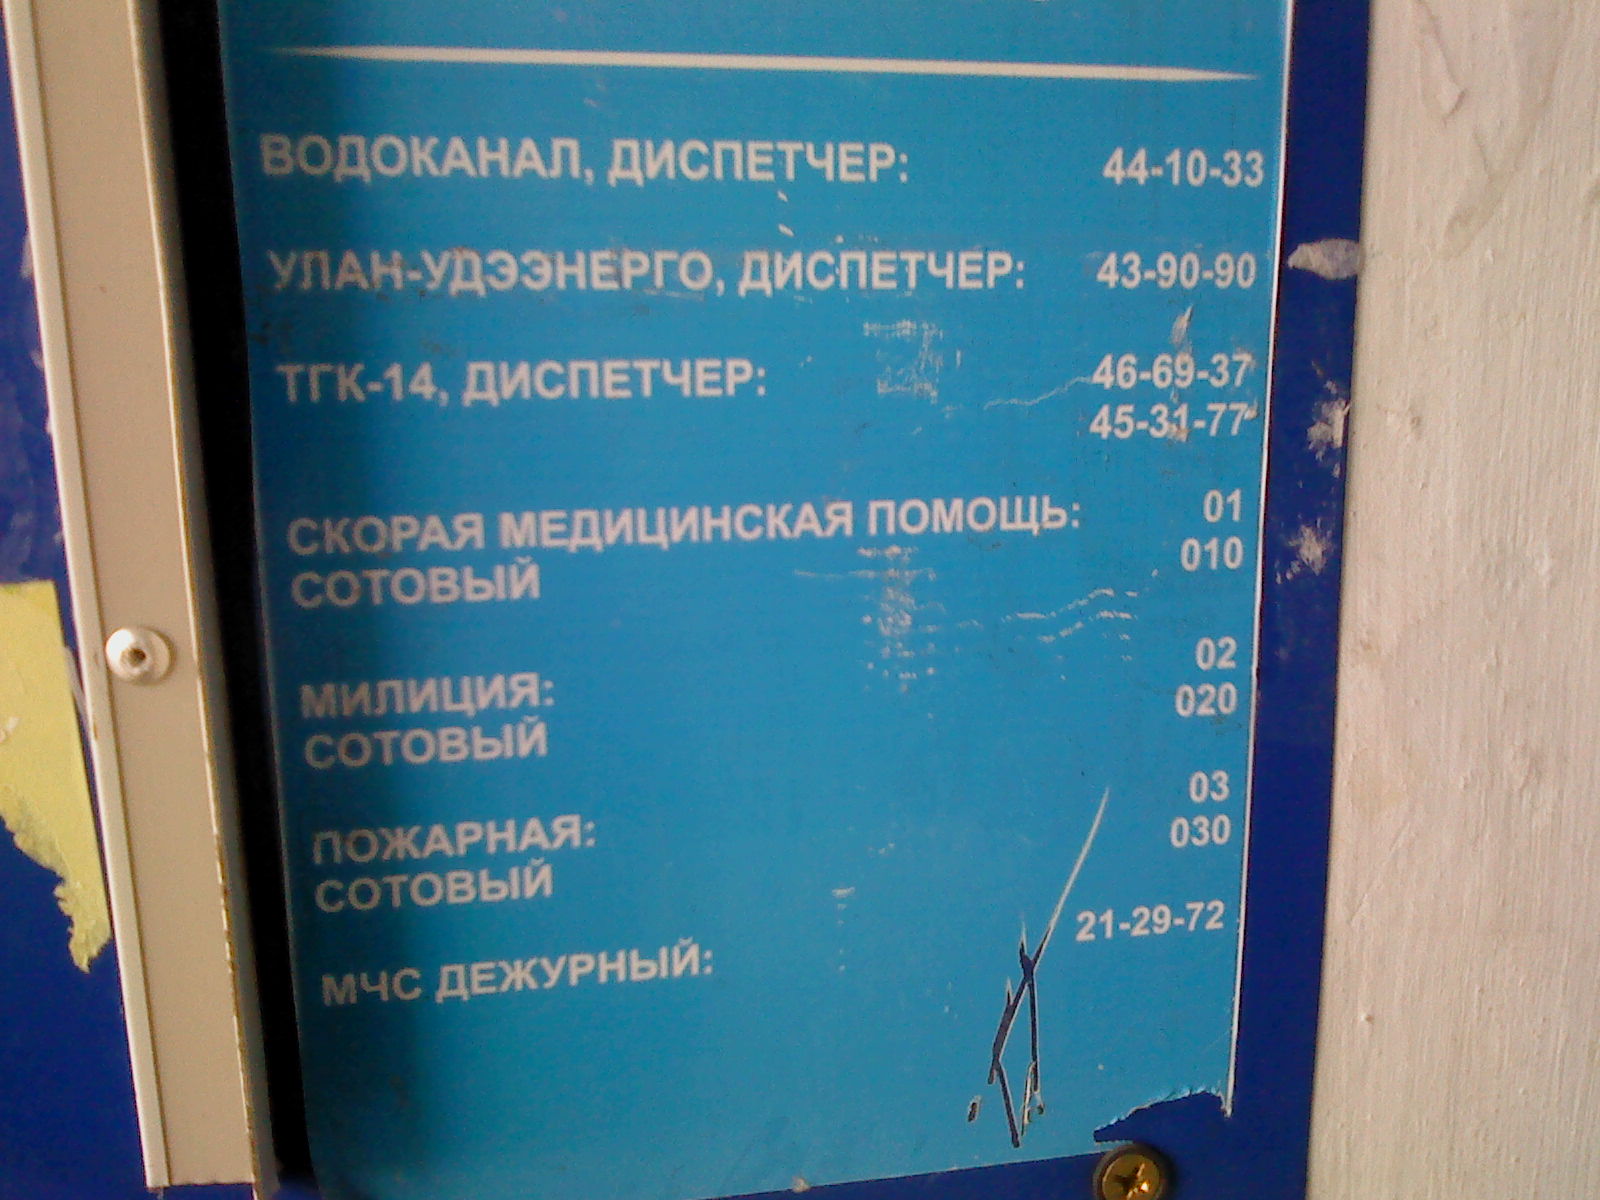 ВОДОКАНАЛ, ДИСПЕТЧЕР: 44-10-33
УЛАН-УДЭЭНЕРГО, ДИСПЕТЧЕР: 43-90-90
ТГК-14, ДИСПЕТЧЕР: 46-69-37
45-31-77
СКОРАЯ МЕДИЦИНСКАЯ ПОМОЩЬ: 01
СОТОВЫЙ 010
МИЛИЦИЯ: 02
СОТОВЫЙ 020
ПОЖАРНАЯ: 03
СОТОВЫЙ 030
МЧС ДЕЖУРНЫЙ: 21-29-72